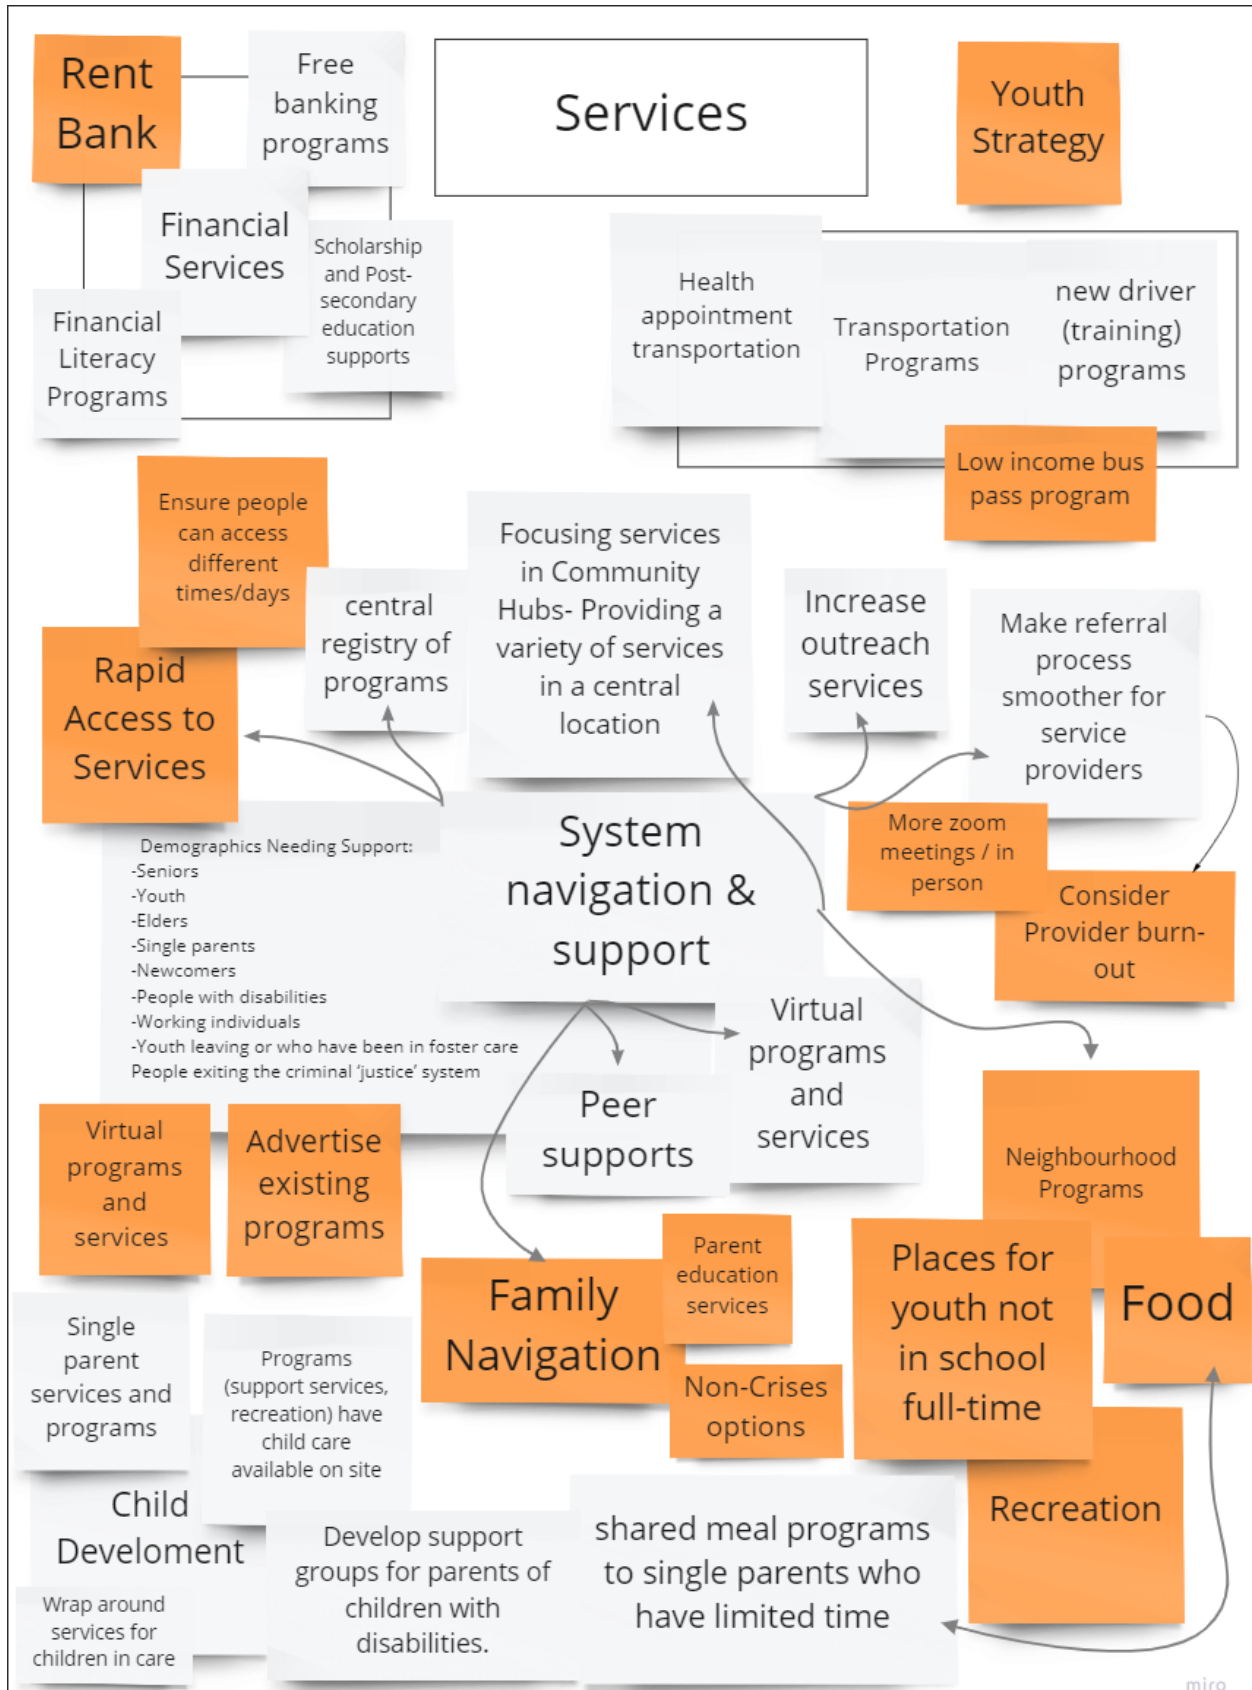 Rent
Bank
Free
banking
programs
Services
Youth
Strategy
Financial
Services
Scholarship
and Post-
secondary
education
supports
Financial
Literacy
Programs
Health
appointment
transportation
Transportation
Programs
new driver
(training)
programs
Low income bus
pass program
Ensure people
can access
different
times/days
central
registry of
programs
Focusing services
in Community
Hubs- Providing a
variety of services
in a central
location
Increase
outreach
services
Make referral
process
smoother for
service
providers
Rapid
Access to
Services
More zoom
meetings / in
person
Consider
Provider burn-
out
Demographics Needing Support:
-Seniors
-Youth
-Elders
-Single parents
-Newcomers
-People with disabilities
-Working individuals
-Youth leaving or who have been in foster care
People exiting the criminal ‘justice’ system
System
navigation &
support
Virtual
programs
and
services
Peer
supports
Virtual
programs
and
services
Advertise
existing
programs
Neighbourhood
Programs
Family
Navigation
Parent
education
services
Non-Crises
options
Places for
youth not
in school
full-time
Food
Recreation
Single
parent
services and
programs
Programs
(support services,
recreation) have
child care
available on site
Child
Develoment
Wrap around
services for
children in care
Develop support
groups for parents of
children with
disabilities.
shared meal programs
to single parents who
have limited time
miro